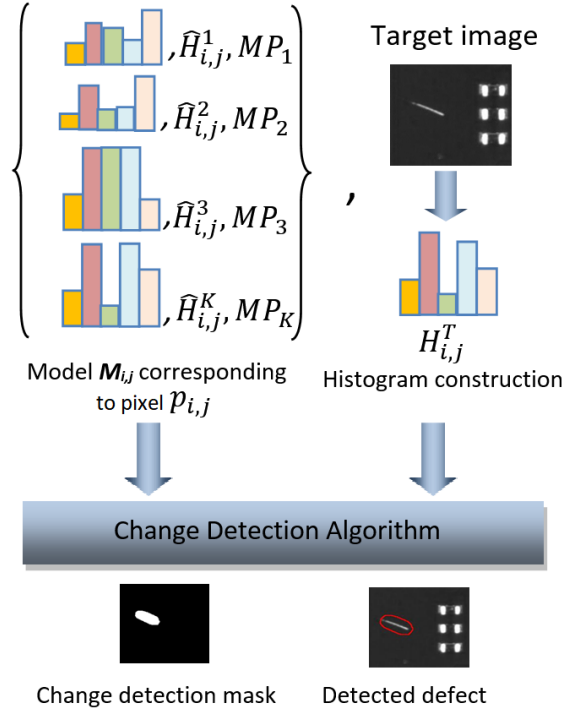 , Ĥ¹ᵢ,ⱼ, MP₁
, Ĥ²ᵢ,ⱼ, MP₂
, Ĥ³ᵢ,ⱼ, MP₃
, Ĥᴷᵢ,ⱼ, MP_K
,
Model Mᵢ,ⱼ corresponding
to pixel pᵢ,ⱼ
Target image
Hᵀᵢ,ⱼ
Histogram construction
Change Detection Algorithm
Change detection mask
Detected defect